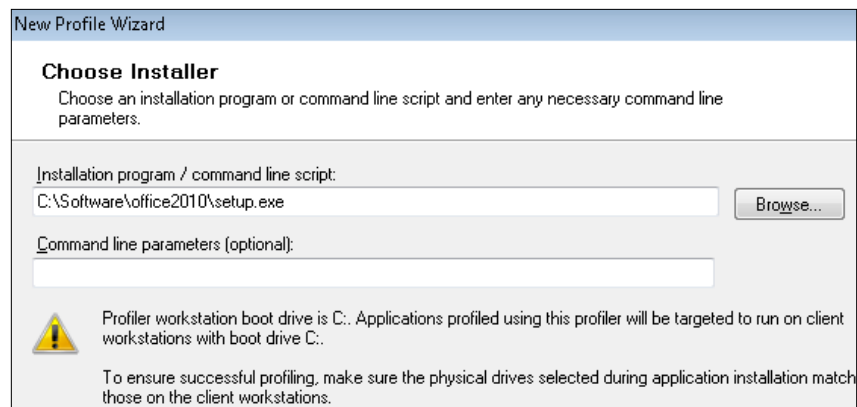 New Profile Wizard
Choose Installer
Choose an installation program or command line script and enter any necessary command line
parameters.
Installation program / command line script:
C:\Software\office2010\setup.exe
Browse...
Command line parameters (optional):
Profiler workstation boot drive is C:. Applications profiled using this profiler will be targeted to run on client
workstations with boot drive C:.
To ensure successful profiling, make sure the physical drives selected during application installation match
those on the client workstations.